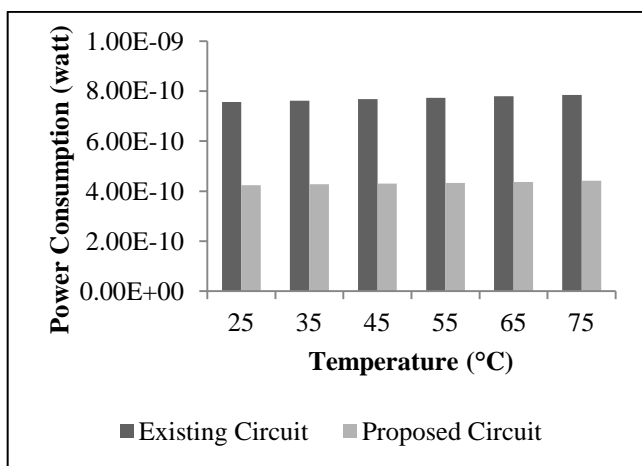 Power Consumption (watt)
1.00E-09
8.00E-10
6.00E-10
4.00E-10
2.00E-10
0.00E+00
25 35 45 55 65 75
Temperature (°C)
Existing Circuit Proposed Circuit